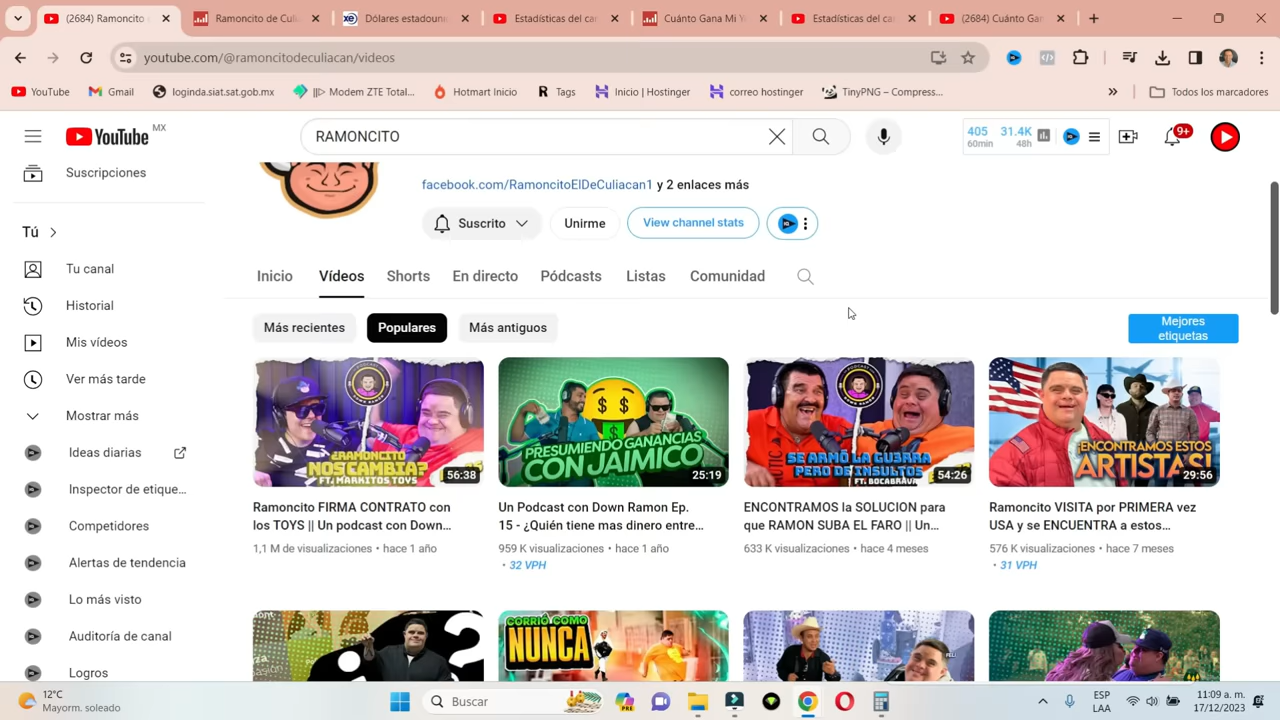 (2684) Ramoncito
Ramoncito de Culi
Dólares estadouni
Estadísticas del ca
Cuánto Gana Mi Y
Estadísticas del ca
(2684) Cuánto Ga
youtube.com/@ramoncitodeculiacan/videos
YouTube
Gmail
loginda.siat.sat.gob.mx
||▷ Modem ZTE Total...
Hotmart Inicio
Tags
Inicio | Hostinger
correo hostinger
TinyPNG – Compress...
Todos los marcadores
YouTube MX
RAMONCITO
405
60min
31.4K
48h
9+
Suscripciones
facebook.com/RamoncitoElDeCuliacan1 y 2 enlaces más
Suscrito
Unirme
View channel stats
Tú
Tu canal
Historial
Mis vídeos
Ver más tarde
Mostrar más
Ideas diarias
Inspector de etique...
Competidores
Alertas de tendencia
Lo más visto
Auditoría de canal
Logros
Inicio
Vídeos
Shorts
En directo
Pódcasts
Listas
Comunidad
Más recientes
Populares
Más antiguos
Mejores
etiquetas
¿RAMONCITO
NOS CAMBIA?
FT. MARKITOS TOYS
56:38
Ramoncito FIRMA CONTRATO con
los TOYS || Un podcast con Down...
1,1 M de visualizaciones • hace 1 año
PRESUMIENDO GANANCIAS
CON JAIMICO
25:19
Un Podcast con Down Ramon Ep.
15 - ¿Quién tiene mas dinero entre...
959 K visualizaciones • hace 1 año
• 32 VPH
SE ARMÓ LA GU3RRA
PERO DE INSULTOS
FT. BOCABRAVA
54:26
ENCONTRAMOS la SOLUCION para
que RAMON SUBA EL FARO || Un...
633 K visualizaciones • hace 4 meses
¡ENCONTRAMOS ESTOS
ARTISTAS!
29:56
Ramoncito VISITA por PRIMERA vez
USA y se ENCUENTRA a estos...
576 K visualizaciones • hace 7 meses
• 31 VPH
CORRIÓ COMO
NUNCA
12°C
Mayorm. soleado
Buscar
PRE
ESP
LAA
11:09 a. m.
17/12/2023